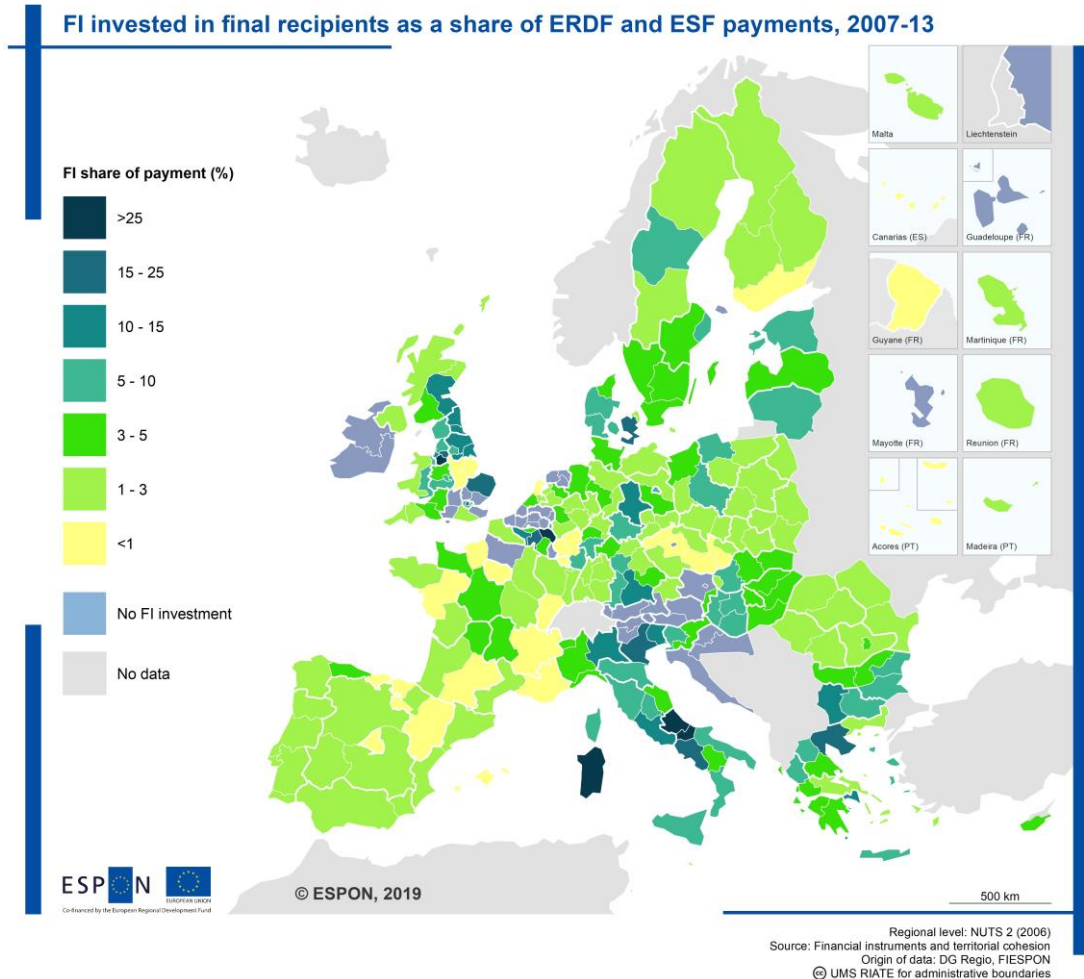 FI invested in final recipients as a share of ERDF and ESF payments, 2007-13
FI share of payment (%)
>25
15 - 25
10 - 15
5 - 10
3 - 5
1 - 3
<1
No FI investment
No data
Malta
Liechtenstein
Canarias (ES)
Guadeloupe (FR)
Guyane (FR)
Martinique (FR)
Mayotte (FR)
Reunion (FR)
Acores (PT)
Madeira (PT)
ESPON
EUROPEAN UNION
Co-financed by the European Regional Development Fund
© ESPON, 2019
500 km
Regional level: NUTS 2 (2006)
Source: Financial instruments and territorial cohesion
Origin of data: DG Regio, FIESPON
cc UMS RIATE for administrative boundaries